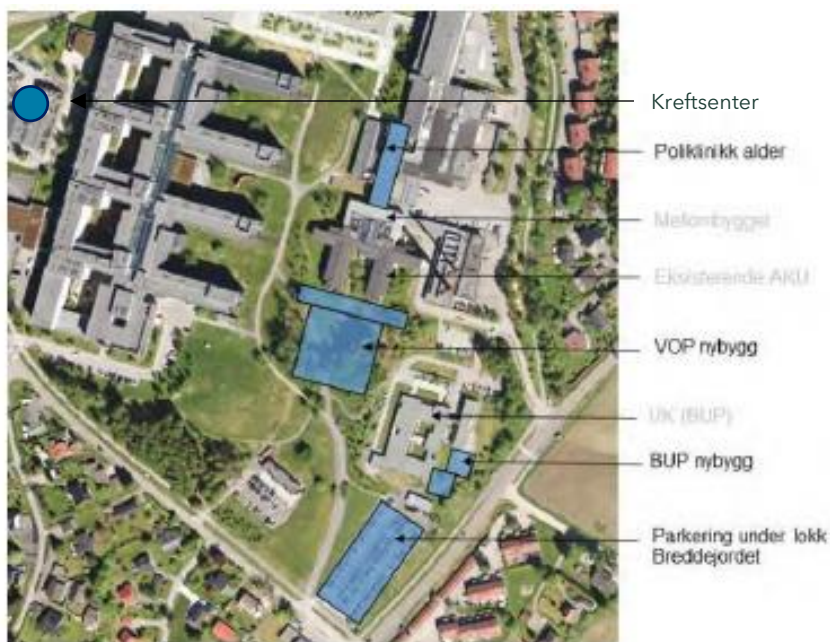 Kreftsenter
Poliklinikk alder
Mellombygget
Eksisterende AKU
VOP nybygg
UK (BUP)
BUP nybygg
Parkering under lokk
Breddejordet